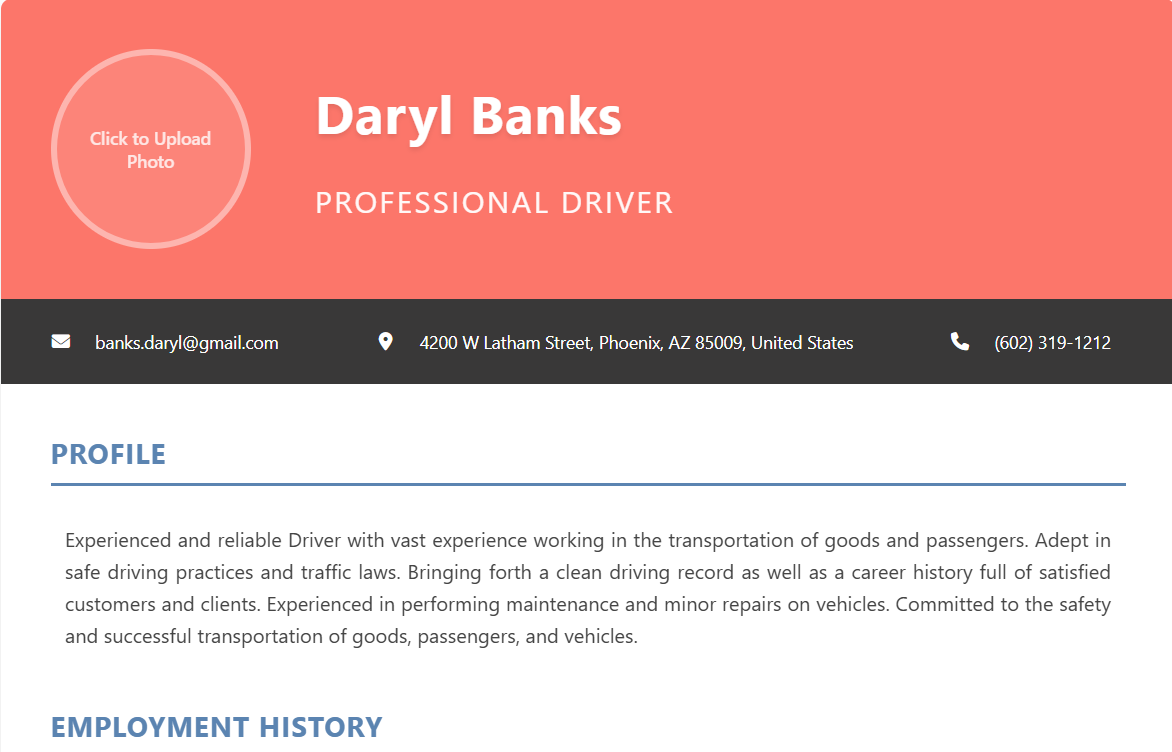 Click to Upload
Photo
Daryl Banks
PROFESSIONAL DRIVER
banks.daryl@gmail.com
4200 W Latham Street, Phoenix, AZ 85009, United States
(602) 319-1212
PROFILE
Experienced and reliable Driver with vast experience working in the transportation of goods and passengers. Adept in
safe driving practices and traffic laws. Bringing forth a clean driving record as well as a career history full of satisfied
customers and clients. Experienced in performing maintenance and minor repairs on vehicles. Committed to the safety
and successful transportation of goods, passengers, and vehicles.
EMPLOYMENT HISTORY